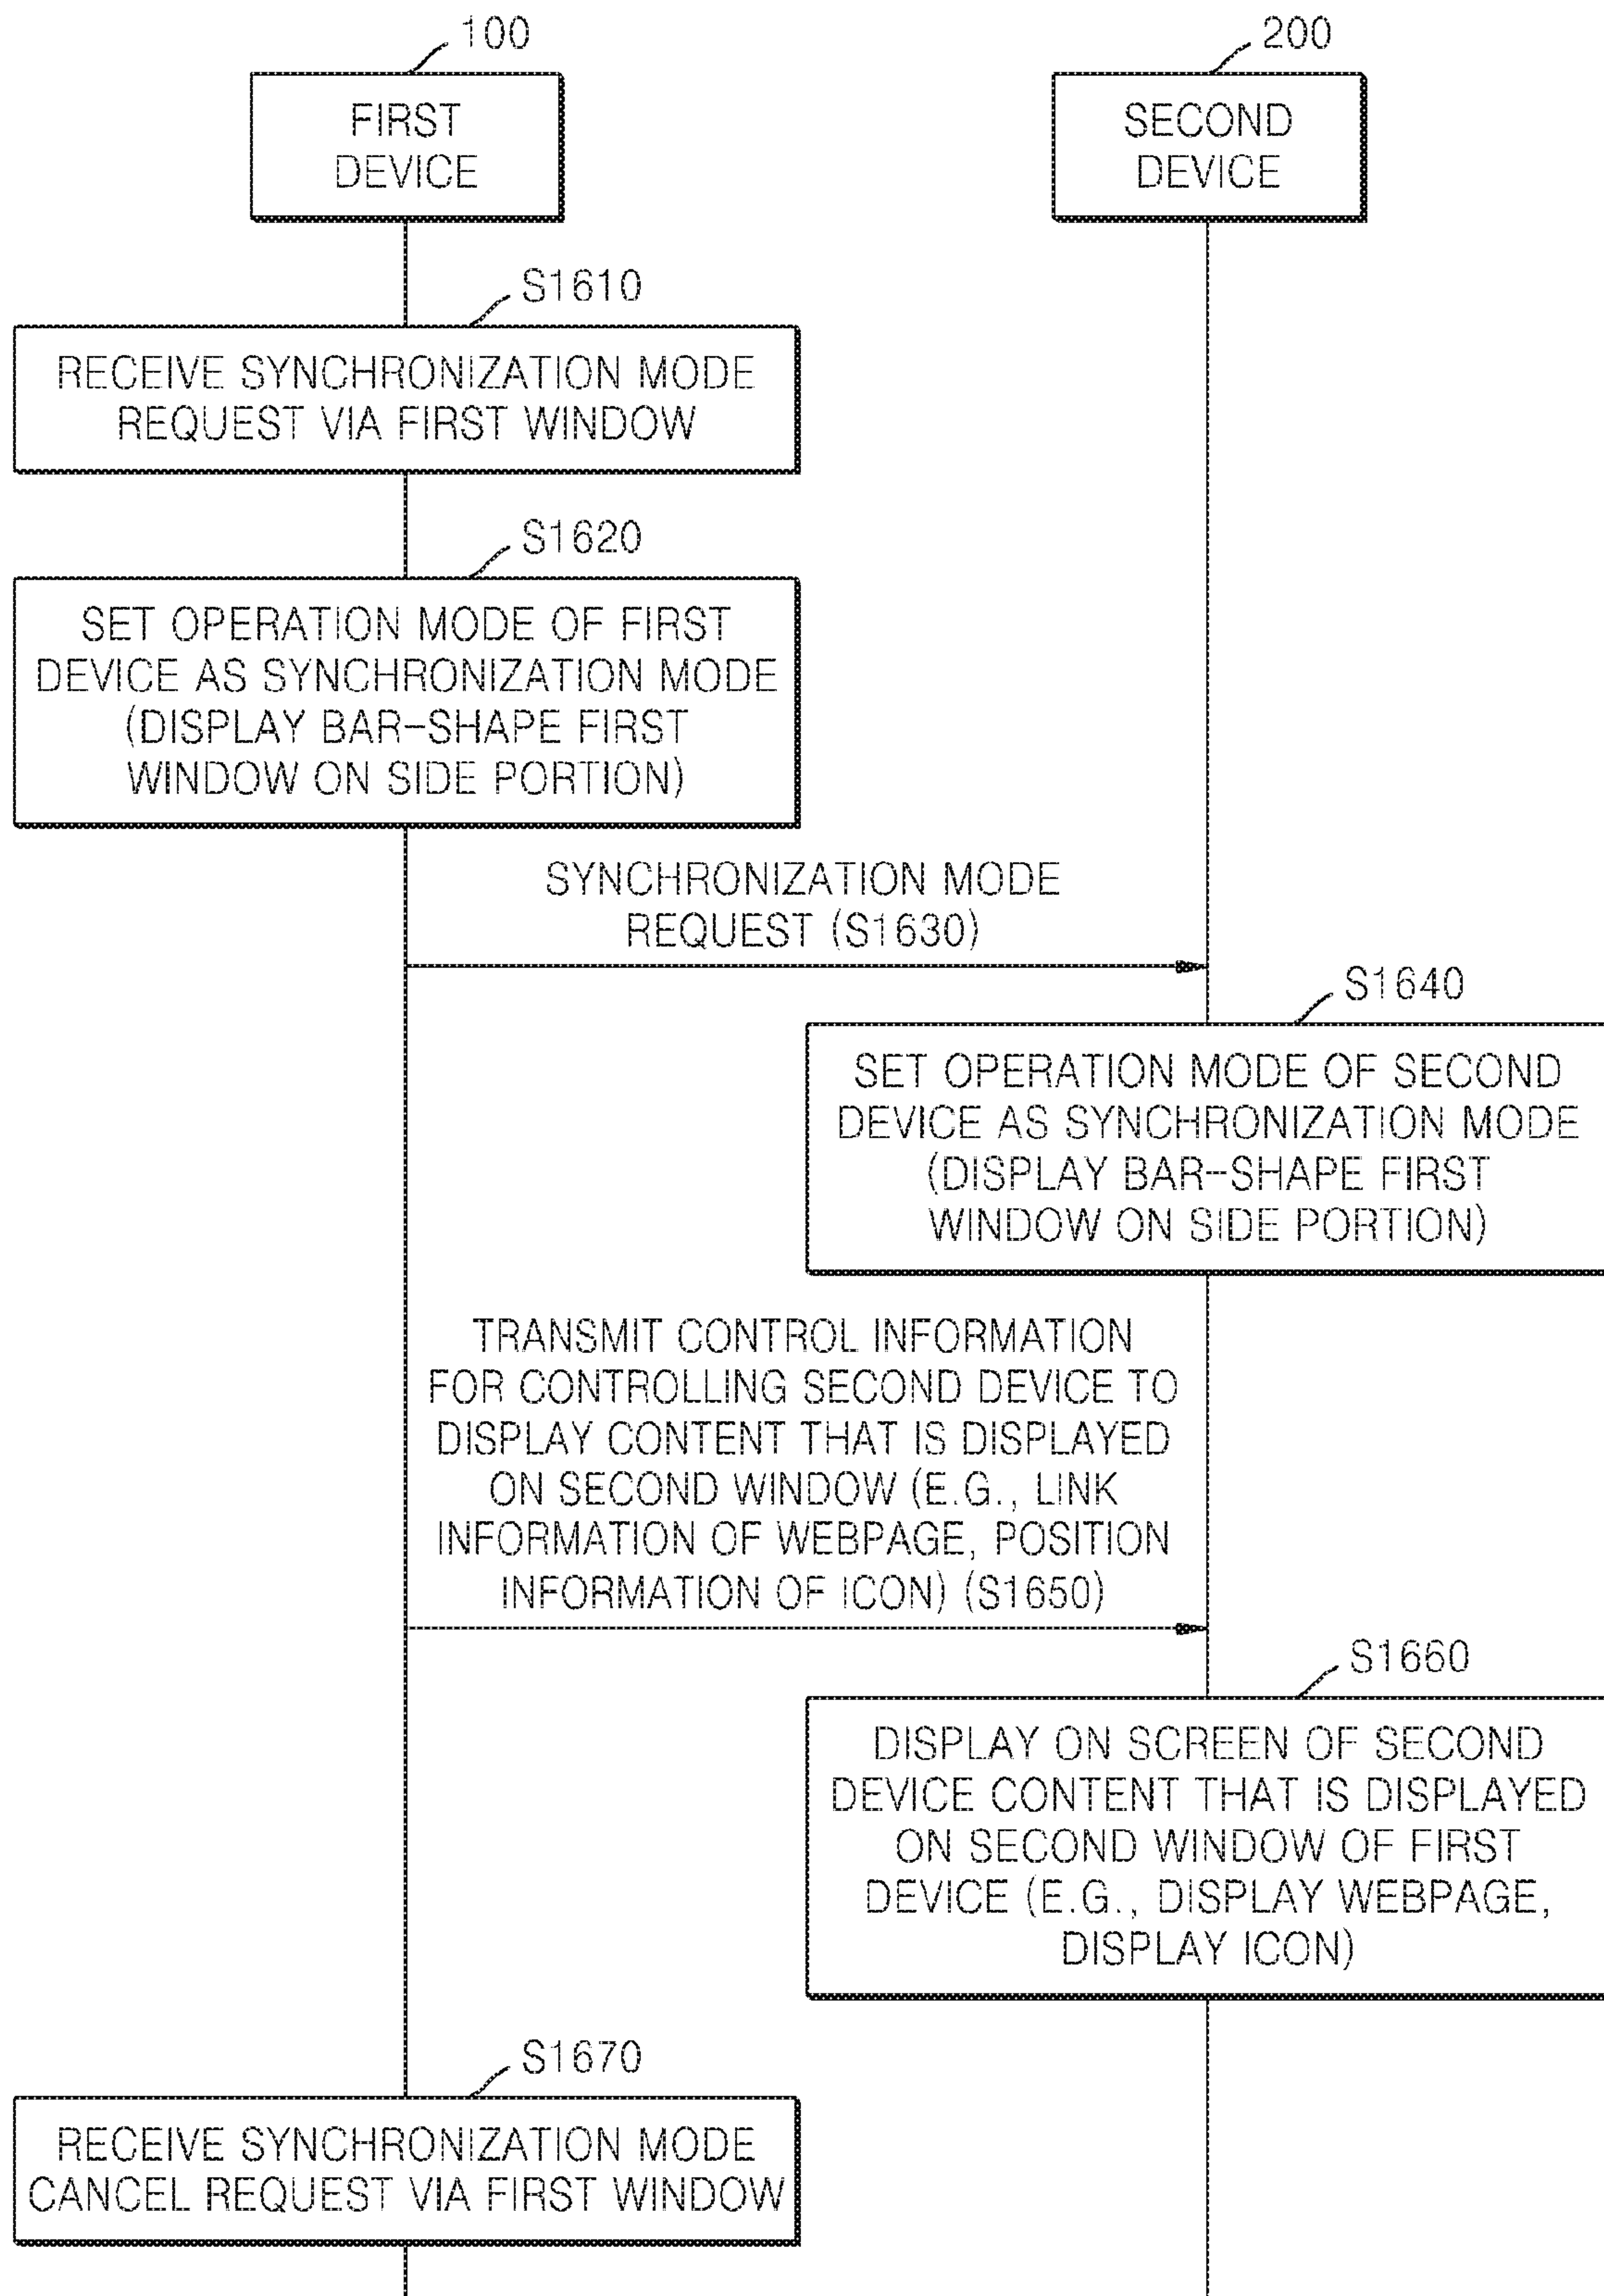 100
200
FIRST
DEVICE
SECOND
DEVICE
S1610
RECEIVE SYNCHRONIZATION MODE
REQUEST VIA FIRST WINDOW
S1620
SET OPERATION MODE OF FIRST
DEVICE AS SYNCHRONIZATION MODE
(DISPLAY BAR-SHAPE FIRST
WINDOW ON SIDE PORTION)
SYNCHRONIZATION MODE
REQUEST (S1630)
S1640
SET OPERATION MODE OF SECOND
DEVICE AS SYNCHRONIZATION MODE
(DISPLAY BAR-SHAPE FIRST
WINDOW ON SIDE PORTION)
TRANSMIT CONTROL INFORMATION
FOR CONTROLLING SECOND DEVICE TO
DISPLAY CONTENT THAT IS DISPLAYED
ON SECOND WINDOW (E.G., LINK
INFORMATION OF WEBPAGE, POSITION
INFORMATION OF ICON) (S1650)
S1660
DISPLAY ON SCREEN OF SECOND
DEVICE CONTENT THAT IS DISPLAYED
ON SECOND WINDOW OF FIRST
DEVICE (E.G., DISPLAY WEBPAGE,
DISPLAY ICON)
S1670
RECEIVE SYNCHRONIZATION MODE
CANCEL REQUEST VIA FIRST WINDOW